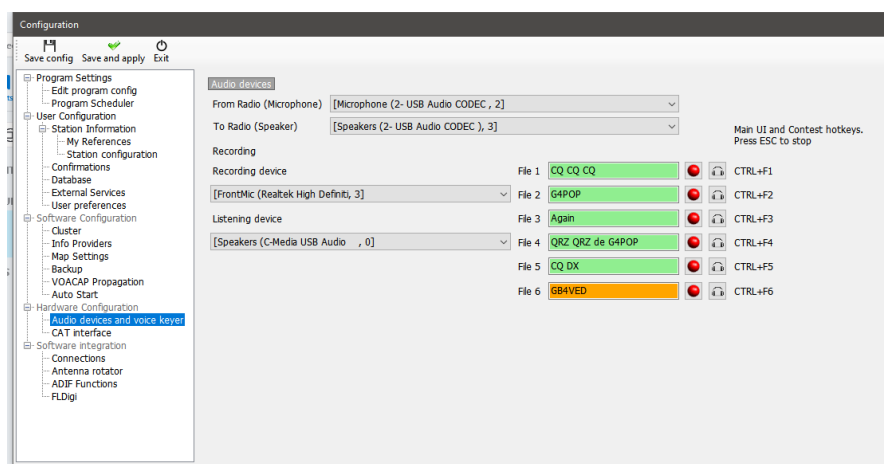 Configuration
Save config Save and apply Exit
Program Settings
Edit program config
Program Scheduler
User Configuration
Station Information
My References
Station configuration
Confirmations
Database
External Services
User preferences
Software Configuration
Cluster
Info Providers
Map Settings
Backup
VOACAP Propagation
Auto Start
Hardware Configuration
Audio devices and voice keyer
CAT interface
Software integration
Connections
Antenna rotator
ADIF Functions
FLDigi
Audio devices
From Radio (Microphone) [Microphone (2- USB Audio CODEC , 2]
To Radio (Speaker) [Speakers (2- USB Audio CODEC ), 3]
Main UI and Contest hotkeys.
Press ESC to stop
Recording
Recording device
File 1 CQ CQ CQ CTRL+F1
[FrontMic (Realtek High Definiti, 3]
File 2 G4POP CTRL+F2
Listening device
File 3 Again CTRL+F3
[Speakers (C-Media USB Audio , 0]
File 4 QRZ QRZ de G4POP CTRL+F4
File 5 CQ DX CTRL+F5
File 6 GB4VED CTRL+F6